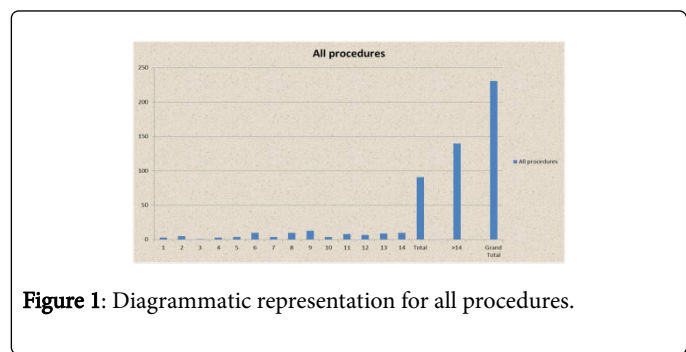 All procedures
250
200
150
100
50
0
1 2 3 4 5 6 7 8 9 10 11 12 13 14 Total >14 Grand
Total
All procedures
Figure 1: Diagrammatic representation for all procedures.